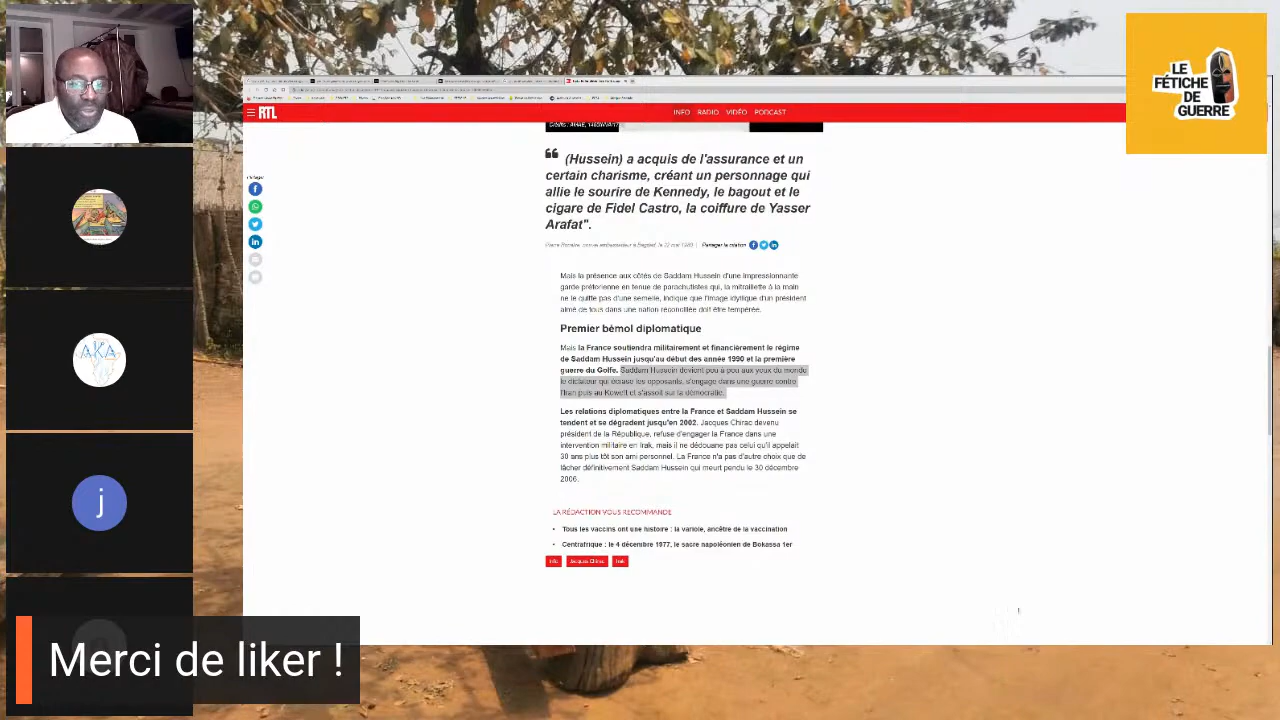 LE
FÉTICHE
DE
GUERRE
RTL
INFO RADIO VIDÉO PODCAST
(Hussein) a acquis de l'assurance et un
certain charisme, créant un personnage qui
allie le sourire de Kennedy, le bagout et le
cigare de Fidel Castro, la coiffure de Yasser
Arafat".
Partager la citation
Mais la présence aux côtés de Saddam Hussein d'une impressionnante
garde prétorienne en tenue de parachutistes qui, la mitraillette à la main
ne le quitte pas d'une semelle, indique que l'image idyllique d'un président
aimé de tous dans une nation réconciliée doit être tempérée.
Premier bémol diplomatique
Mais la France soutiendra militairement et financièrement le régime
de Saddam Hussein jusqu'au début des année 1990 et la première
guerre du Golfe. Saddam Hussein devient peu à peu aux yeux du monde
le dictateur qui écrase les opposants, s'engage dans une guerre contre
l'Iran puis au Koweït et s'assoit sur la démocratie.
Les relations diplomatiques entre la France et Saddam Hussein se
tendent et se dégradent jusqu'en 2002. Jacques Chirac devenu
président de la République, refuse d'engager la France dans une
intervention militaire en Irak, mais il ne dédouane pas celui qu'il appelait
30 ans plus tôt son ami personnel. La France n'a pas d'autre choix que de
lâcher définitivement Saddam Hussein qui meurt pendu le 30 décembre
2006.
LA RÉDACTION VOUS RECOMMANDE
Tous les vaccins ont une histoire : la variole, ancêtre de la vaccination
Centrafrique : le 4 décembre 1977, le sacre napoléonien de Bokassa 1er
Info Jacques Chirac Irak
AKA
j
Merci de liker !